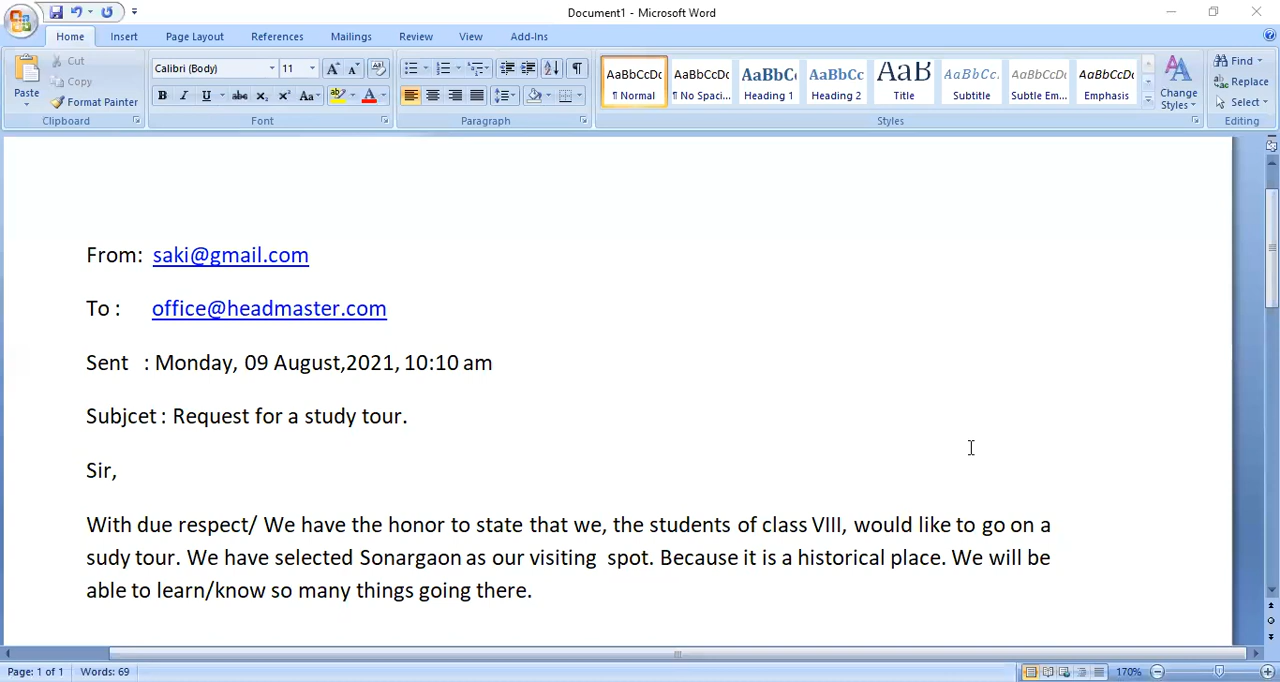 Document1 - Microsoft Word
Home Insert Page Layout References Mailings Review View Add-Ins
Paste Cut Copy Format Painter
Calibri (Body) 11
AaBbCcDc AaBbCcDc AaBbC AaBbCc AaB AaBbCc. AaBbCcDc AaBbCcDc
¶ Normal ¶ No Spaci... Heading 1 Heading 2 Title Subtitle Subtle Em... Emphasis
Change Styles
Find Replace Select
Clipboard Font Paragraph Styles Editing
From: saki@gmail.com
To : office@headmaster.com
Sent : Monday, 09 August,2021, 10:10 am
Subjcet : Request for a study tour.
Sir,
With due respect/ We have the honor to state that we, the students of class VIII, would like to go on a
sudy tour. We have selected Sonargaon as our visiting spot. Because it is a historical place. We will be
able to learn/know so many things going there.
Page: 1 of 1 Words: 69 170%